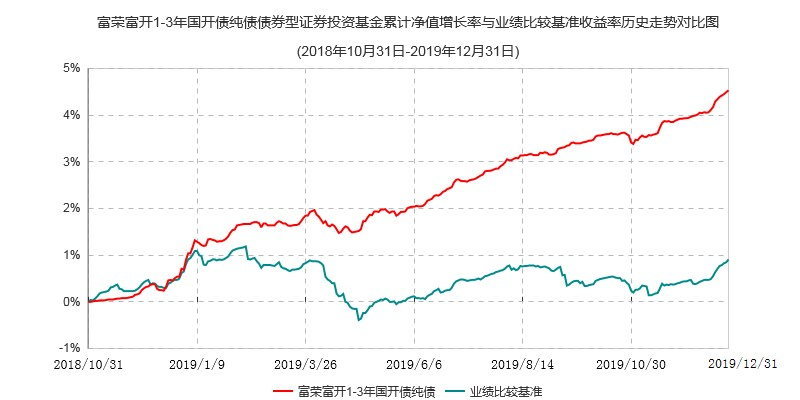 富荣富开1-3年国开债纯债债券型证券投资基金累计净值增长率与业绩比较基准收益率历史走势对比图
(2018年10月31日-2019年12月31日)
5%
4%
3%
2%
1%
0%
-1%
2018/10/31 2019/1/9 2019/3/26 2019/6/6 2019/8/14 2019/10/30 2019/12/31
富荣富开1-3年国开债纯债 业绩比较基准